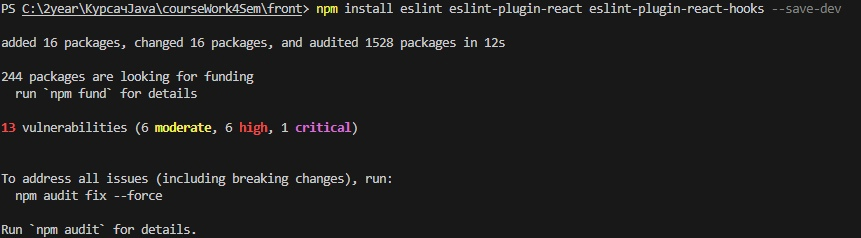 PS C:\2year\КурсачJava\courseWork4Sem\front> npm install eslint eslint-plugin-react eslint-plugin-react-hooks --save-dev
added 16 packages, changed 16 packages, and audited 1528 packages in 12s
244 packages are looking for funding
run `npm fund` for details
13 vulnerabilities (6 moderate, 6 high, 1 critical)
To address all issues (including breaking changes), run:
npm audit fix --force
Run `npm audit` for details.